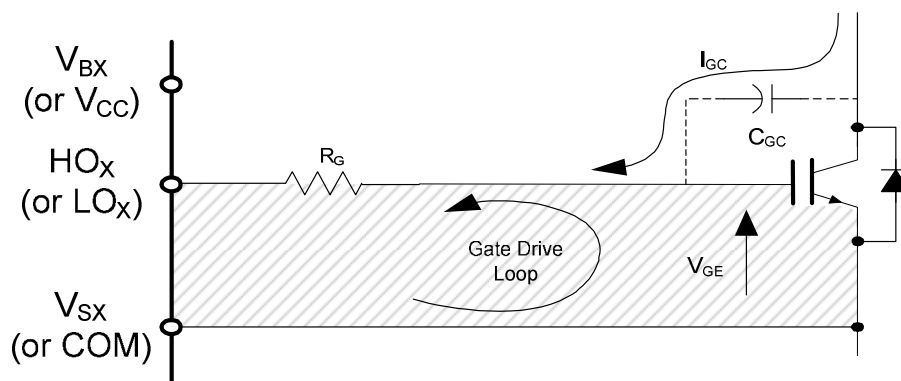 V_BX
(or V_CC)
HO_X
(or LO_X)
V_SX
(or COM)
R_G
I_GC
C_GC
Gate Drive
Loop
V_GE